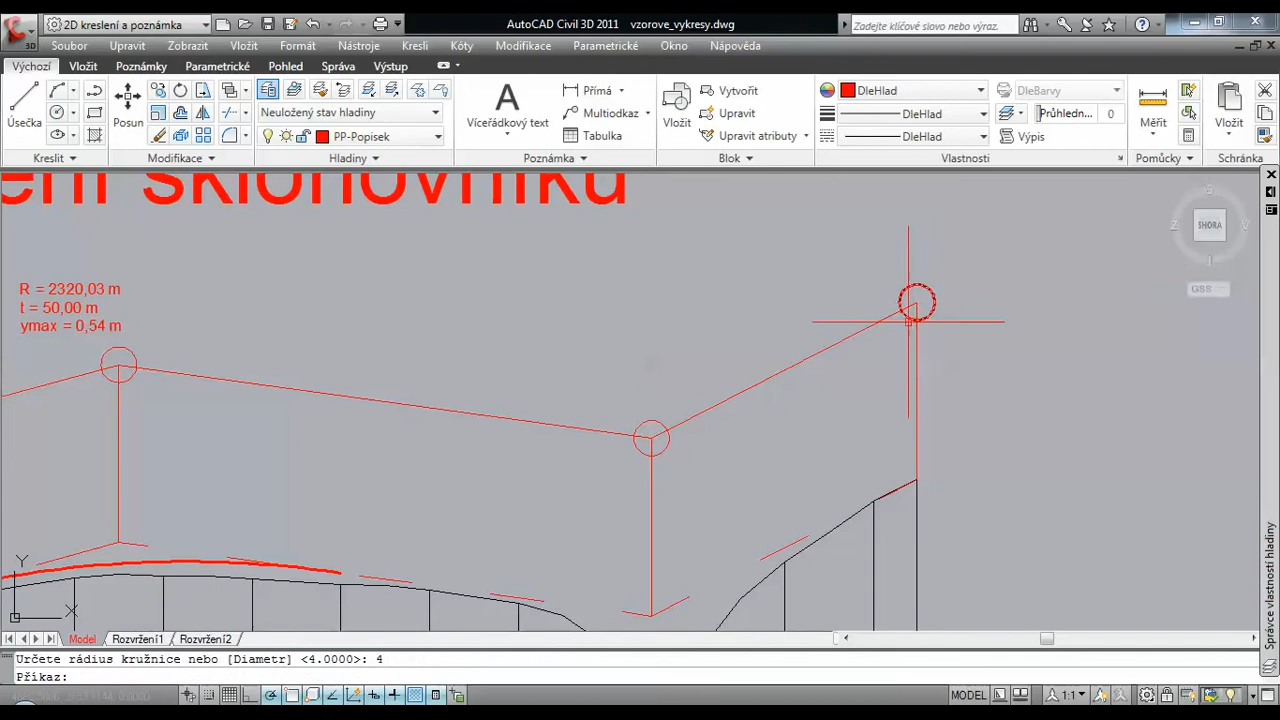 2D kreslení a poznámka
AutoCAD Civil 3D 2011 vzorove_vykresy.dwg
Zadejte klíčové slovo nebo výraz.
3D
Soubor Upravit Zobrazit Vložit Formát Nástroje Kresli Kóty Modifikace Parametrické Okno Nápověda
Výchozí Vložit Poznámky Parametrické Pohled Správa Výstup
Úsečka
Neuložený stav hladiny
PP-Popisek
A
Víceřádkový text
Přímá
Multiodkaz
Tabulka
Vložit
Vytvořit
Upravit
Upravit atributy
DleHlad
DleHlad
DleHlad
DleBarvy
Průhledn... 0
Výpis
Měřit
Vložit
Kreslit Modifikace Hladiny Poznámka Blok Vlastnosti Pomůcky Schránka
ení sklonovníku
S
Z SHORA V
GSS
R = 2320,03 m
t = 50,00 m
ymax = 0,54 m
Y
X
Správce vlastností hladiny
Model Rozvržení1 Rozvržení2
Určete rádius kružnice nebo [Diametr] <4.0000>: 4
Příkaz:
MODEL
1:1